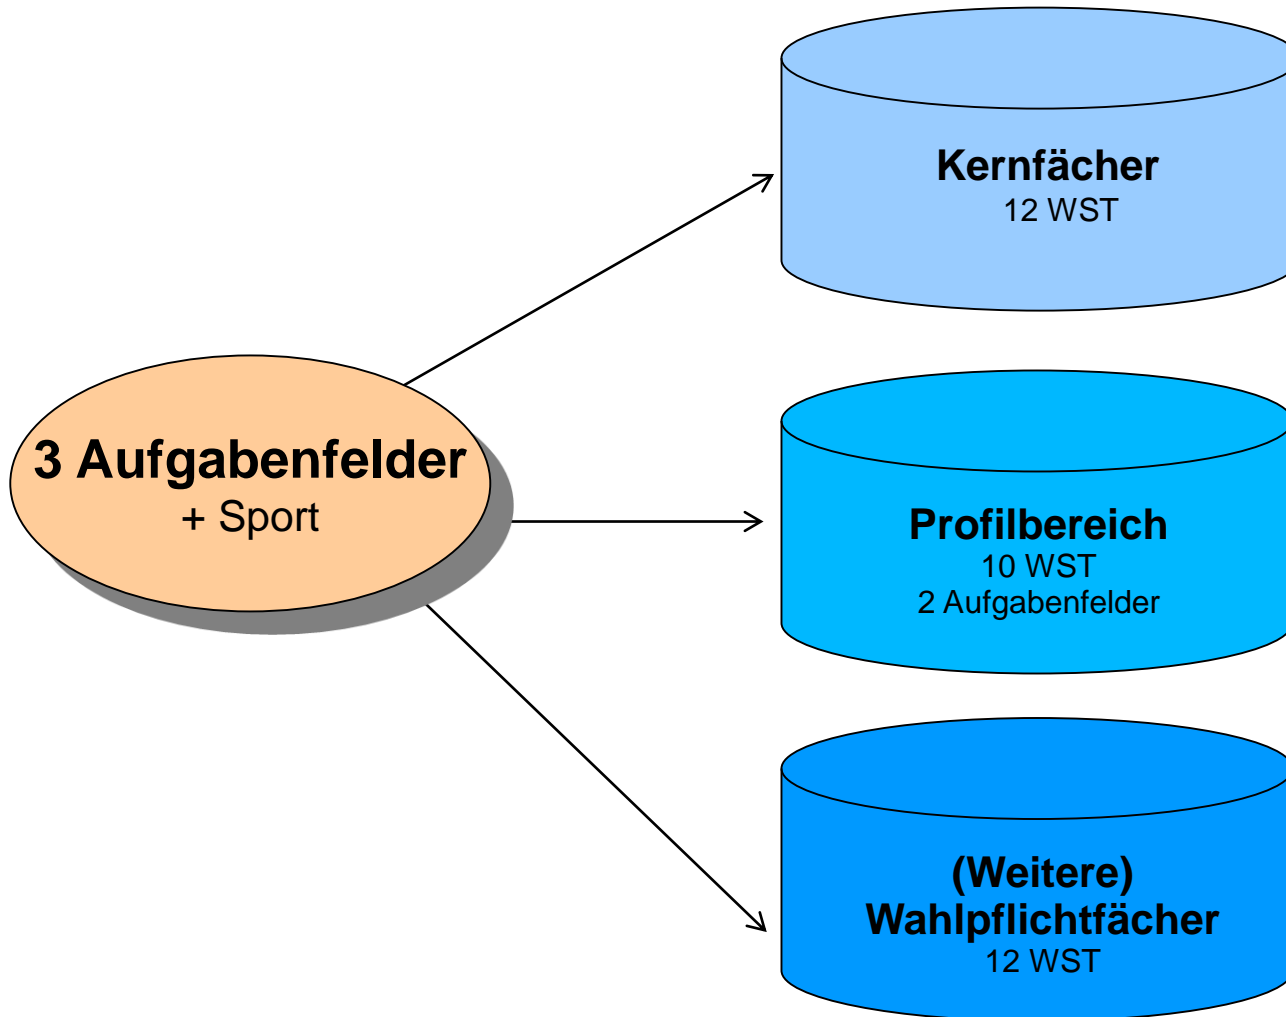 Kernfächer
12 WST
3 Aufgabenfelder
+ Sport
Profilbereich
10 WST
2 Aufgabenfelder
(Weitere)
Wahlpflichtfächer
12 WST